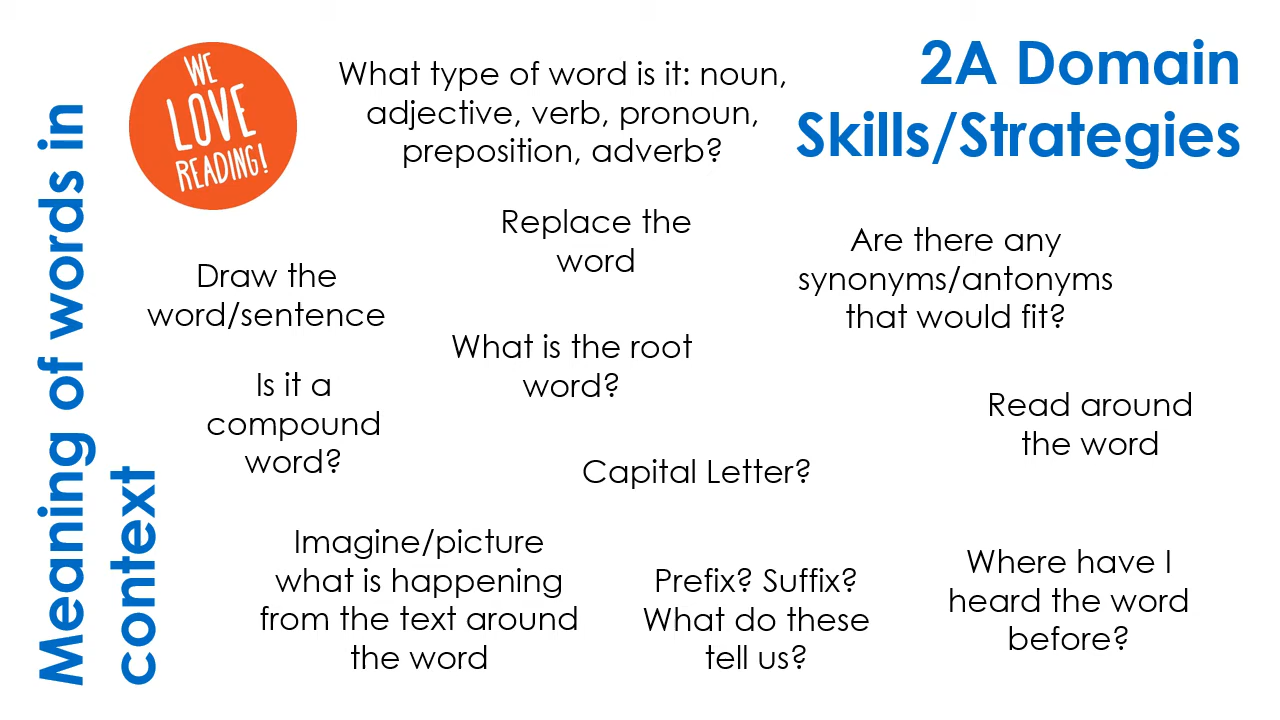 2A Domain
Skills/Strategies
Meaning of words in
context
WE
LOVE
READING!
What type of word is it: noun,
adjective, verb, pronoun,
preposition, adverb?
Replace the
word
Are there any
synonyms/antonyms
that would fit?
Draw the
word/sentence
What is the root
word?
Is it a
compound
word?
Read around
the word
Capital Letter?
Imagine/picture
what is happening
from the text around
the word
Prefix? Suffix?
What do these
tell us?
Where have I
heard the word
before?